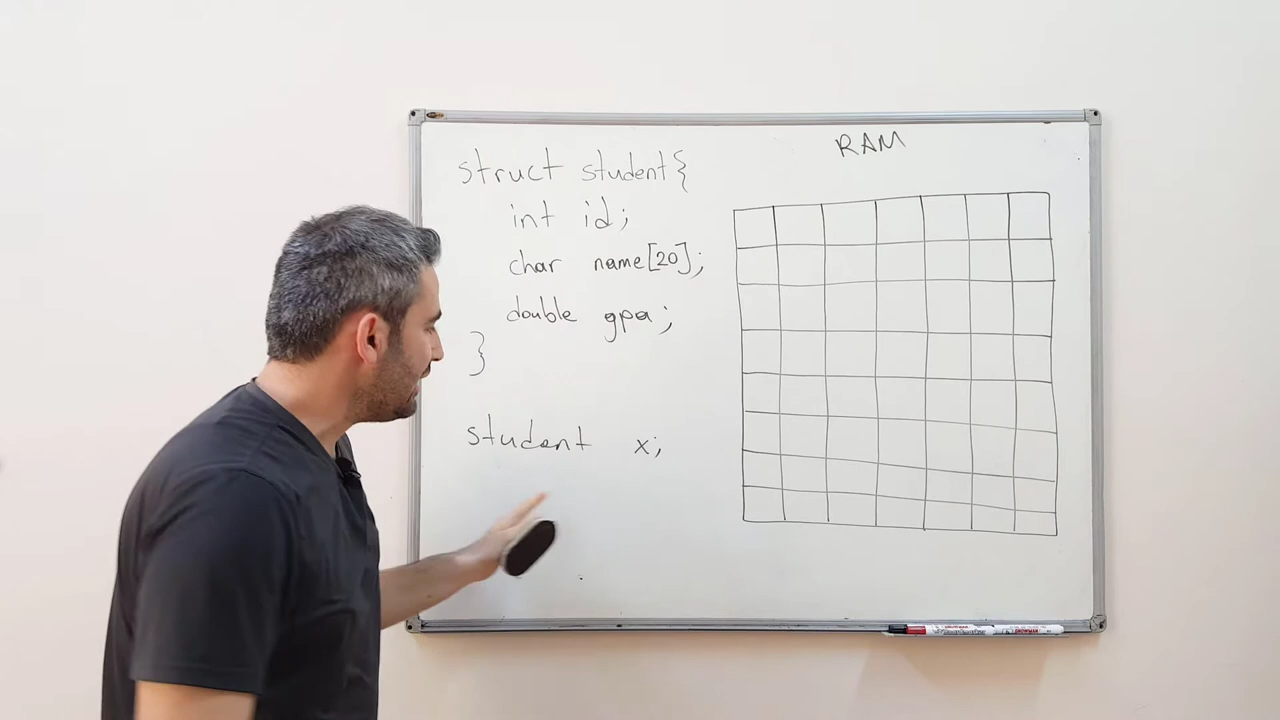 struct student{
int id;
char name[20];
double gpa;
}
student x;
RAM